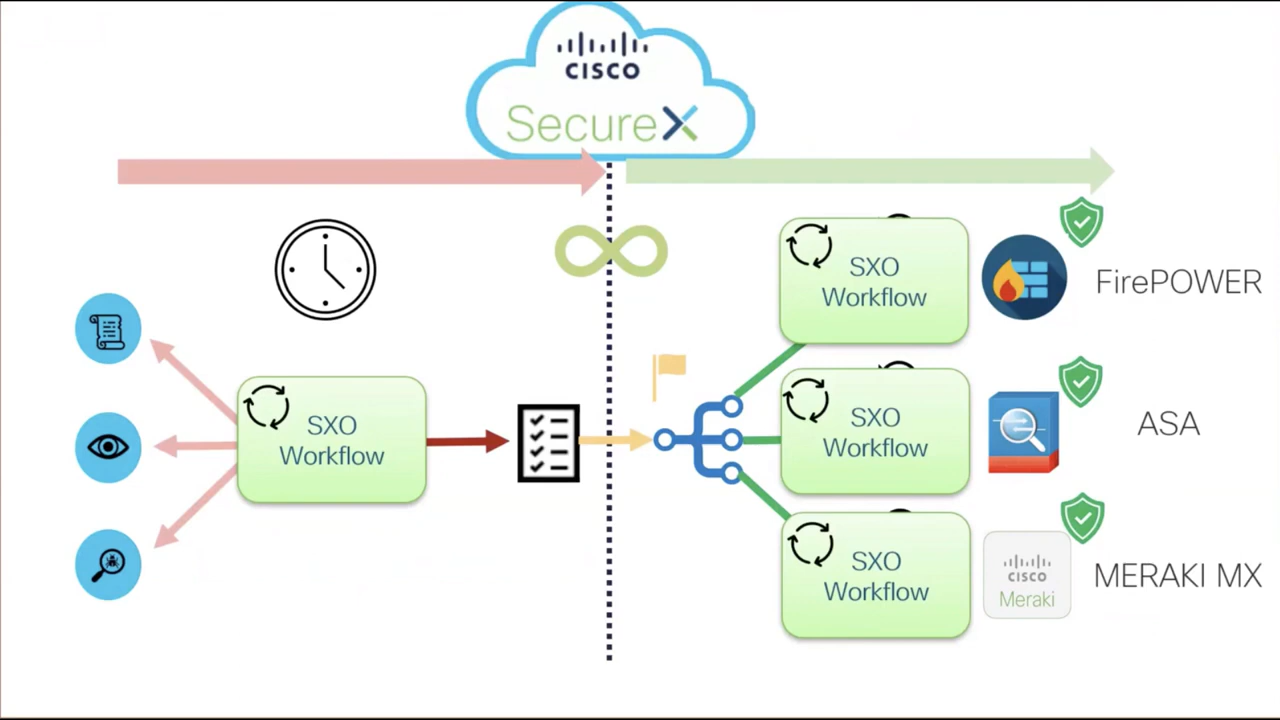 CISCO
SecureX
SXO
Workflow
FirePOWER
SXO
Workflow
SXO
Workflow
ASA
SXO
Workflow
CISCO
Meraki
MERAKI MX